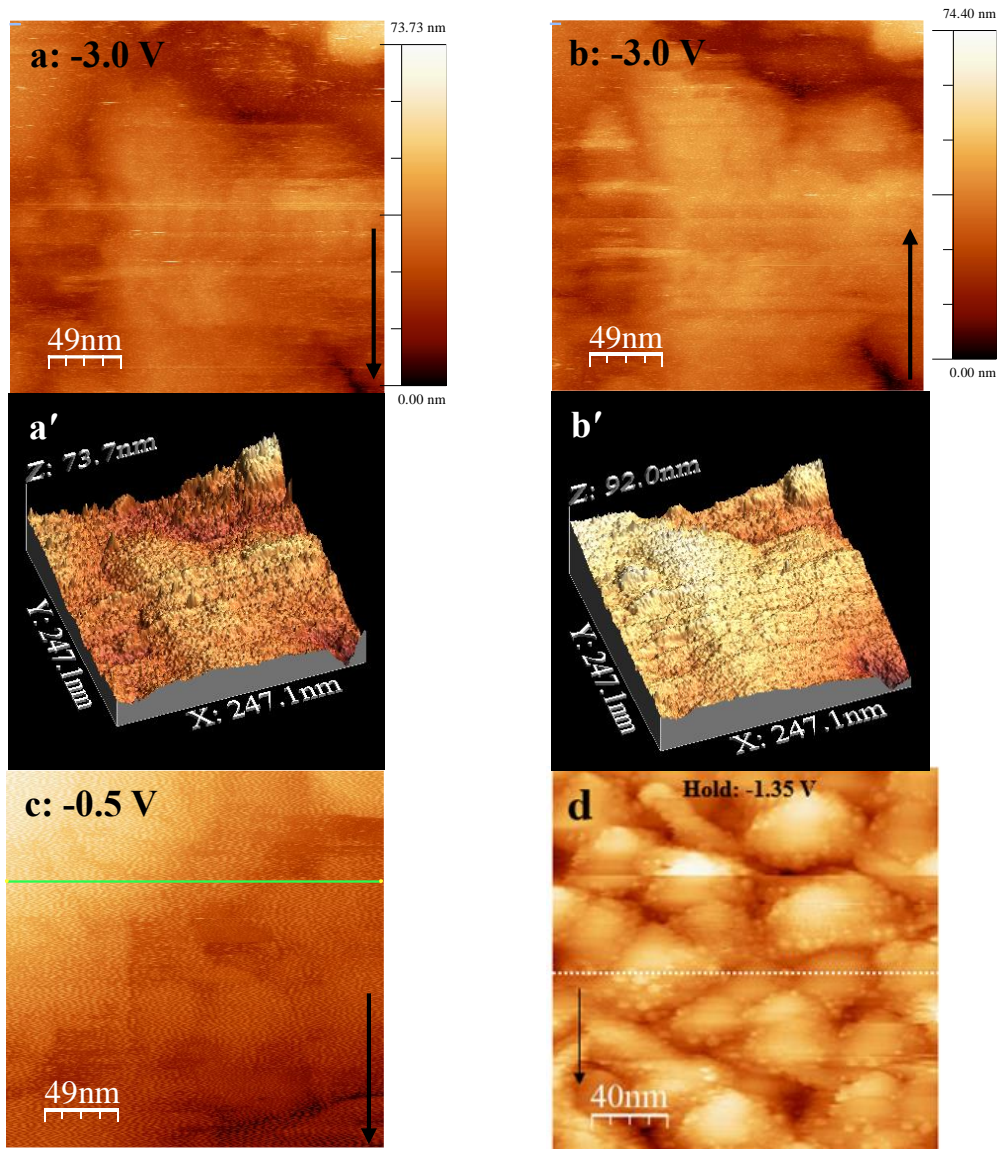 73.73 nm
a: -3.0 V
49nm
0.00 nm
74.40 nm
b: -3.0 V
49nm
0.00 nm
a′
Z: 73.7nm
Y: 247.1nm
X: 247.1nm
b′
Z: 92.0nm
Y: 247.1nm
X: 247.1nm
c: -0.5 V
49nm
d
Hold: -1.35 V
40nm